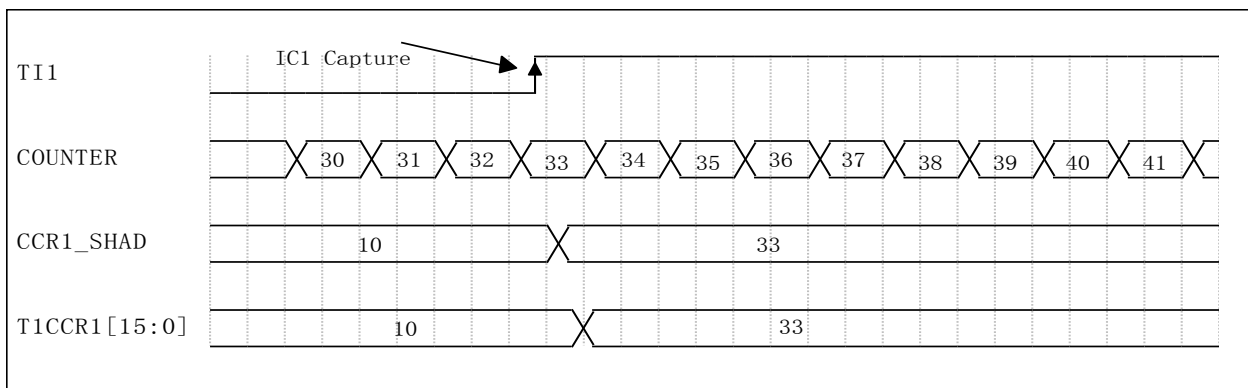 IC1 Capture
TI1
COUNTER 30 31 32 33 34 35 36 37 38 39 40 41
CCR1_SHAD 10 33
T1CCR1[15:0] 10 33